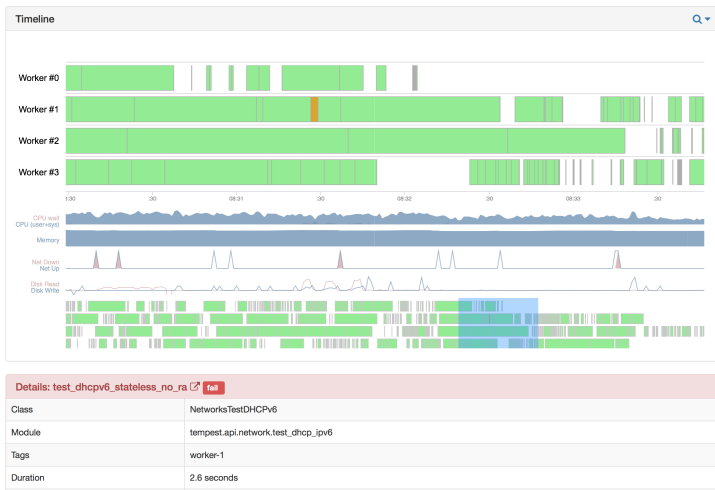 Timeline
Worker #0
Worker #1
Worker #2
Worker #3
:30
:00
08:31
:00
08:32
:30
08:33
:30
CPU wait
CPU (user+sys)
Memory
Net Down
Net Up
Disk Read
Disk Write
Details: test_dhcpv6_stateless_no_ra fail
Class NetworksTestDHCPv6
Module tempest.api.network.test_dhcp_ipv6
Tags worker-1
Duration 2.6 seconds